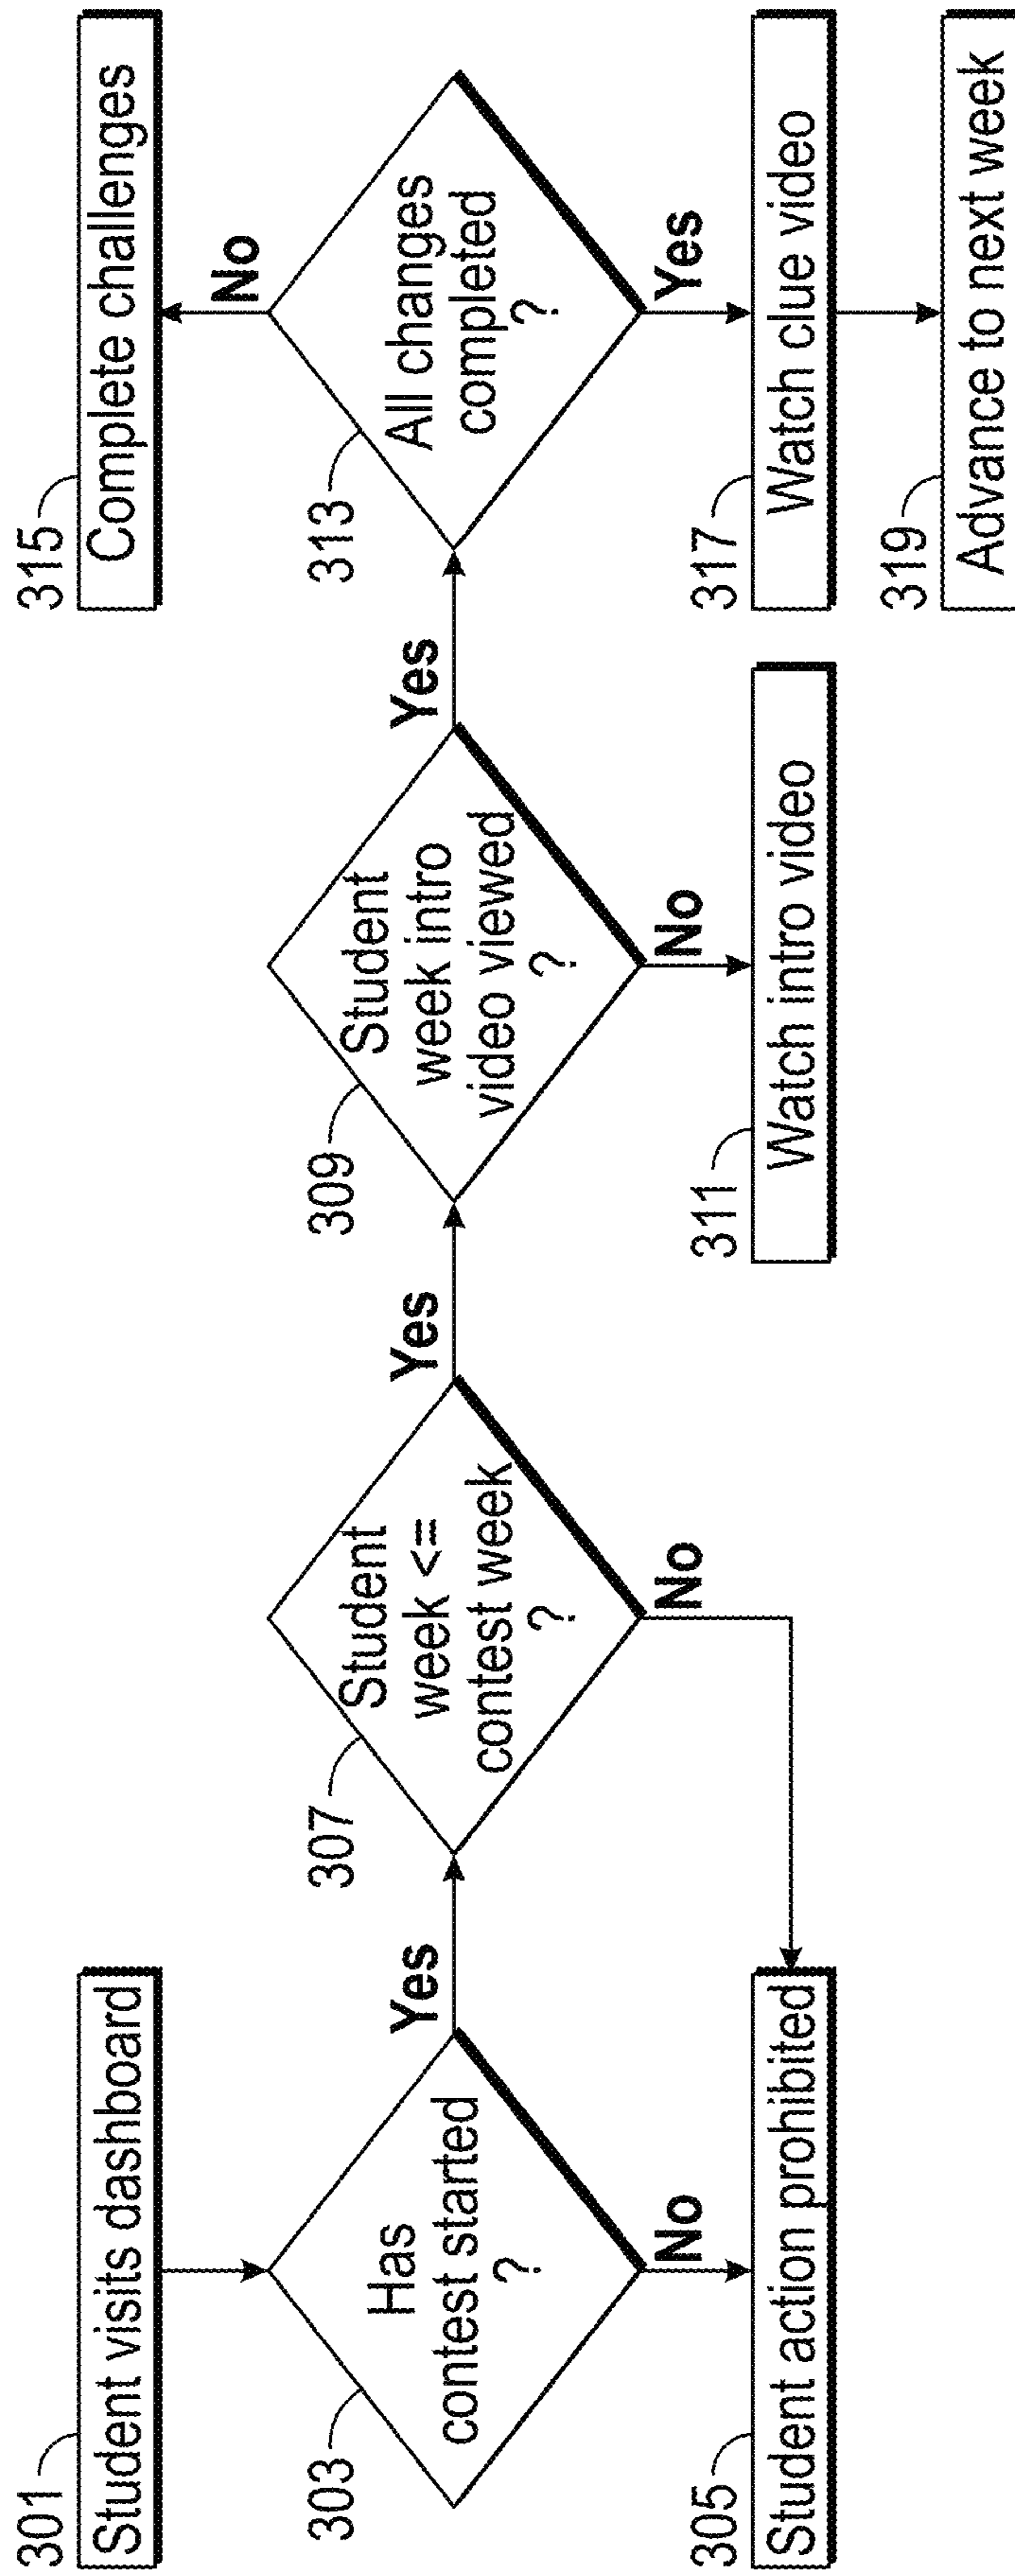 301
Student visits dashboard
303
Has
contest started
?
Yes
No
305
Student action prohibited
307
Student
week <=
contest week
?
Yes
No
309
Student
week intro
video viewed
?
Yes
No
311
Watch intro video
313
All changes
completed
?
No
Yes
315
Complete challenges
317
Watch clue video
319
Advance to next week